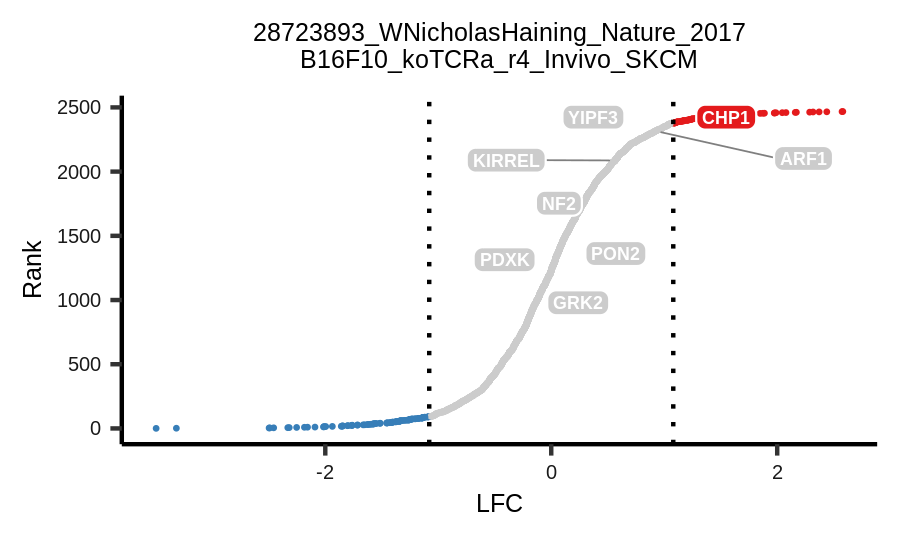 28723893_WNicholasHaining_Nature_2017
B16F10_koTCRa_r4_Invivo_SKCM
2500
2000
1500
1000
500
0
Rank
YIPF3
CHP1
KIRREL
ARF1
NF2
PDXK
PON2
GRK2
-2
0
2
LFC